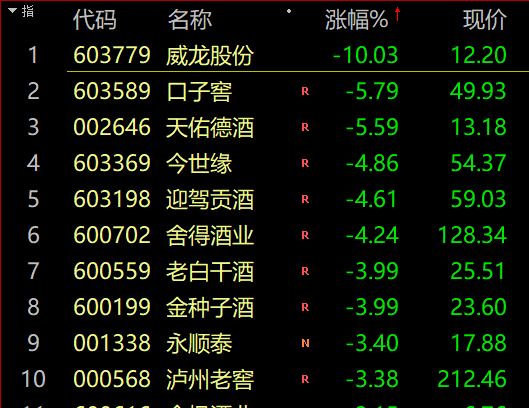 指 代码 名称 涨幅% ↑ 现价
1 603779 威龙股份 -10.03 12.20
2 603589 口子窖 R -5.79 49.93
3 002646 天佑德酒 R -5.59 13.18
4 603369 今世缘 R -4.86 54.37
5 603198 迎驾贡酒 R -4.61 59.03
6 600702 舍得酒业 R -4.24 128.34
7 600559 老白干酒 R -3.99 25.51
8 600199 金种子酒 R -3.99 23.60
9 001338 永顺泰 N -3.40 17.88
10 000568 泸州老窖 R -3.38 212.46